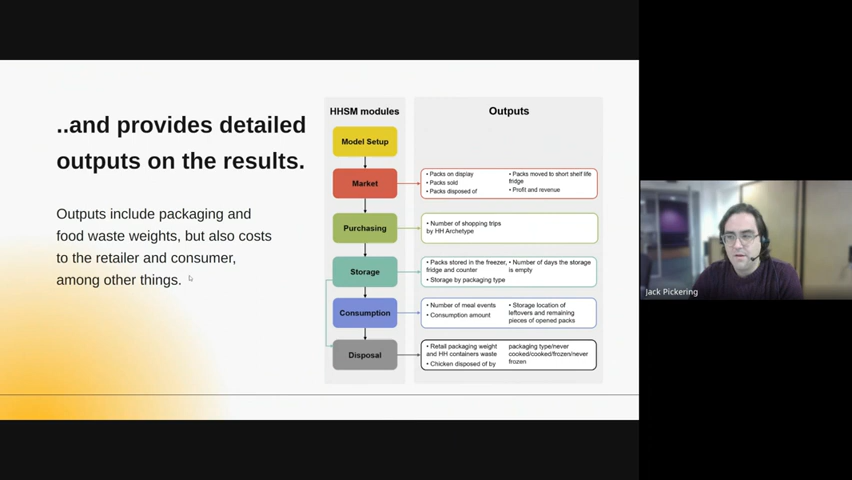 ..and provides detailed
outputs on the results.
Outputs include packaging and
food waste weights, but also costs
to the retailer and consumer,
among other things.
HHSM modules
Outputs
Model Setup
Market
• Packs on display
• Packs sold
• Packs disposed of
• Packs moved to short shelf life
fridge
• Profit and revenue
Purchasing
• Number of shopping trips
by HH Archetype
Storage
• Packs stored in the freezer,
fridge and counter
• Storage by packaging type
• Number of days the storage
is empty
Consumption
• Number of meal events
• Consumption amount
• Storage location of
leftovers and remaining
pieces of opened packs
Disposal
• Retail packaging weight
and HH containers waste
• Chicken disposed of by
packaging type/never
cooked/cooked/frozen/never
frozen
Jack Pickering